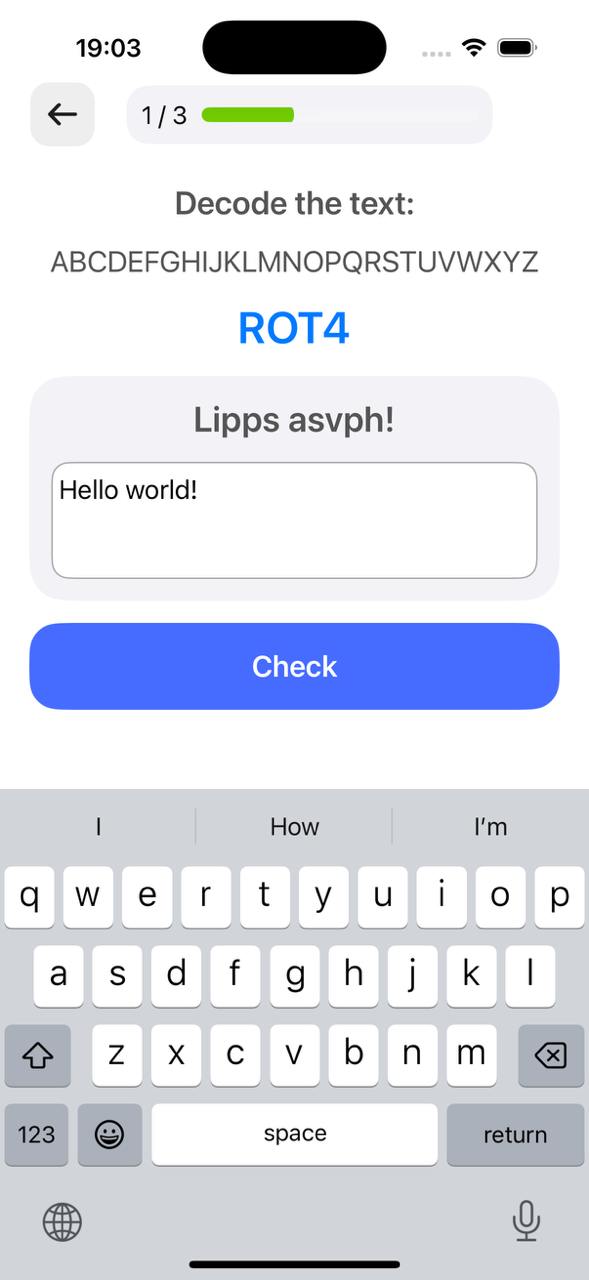 19:03
1 / 3
Decode the text:
ABCDEFGHIJKLMNOPQRSTUVWXYZ
ROT4
Lipps asvph!
Hello world!
Check
I How I'm
q w e r t y u i o p
a s d f g h j k l
z x c v b n m
123 space return